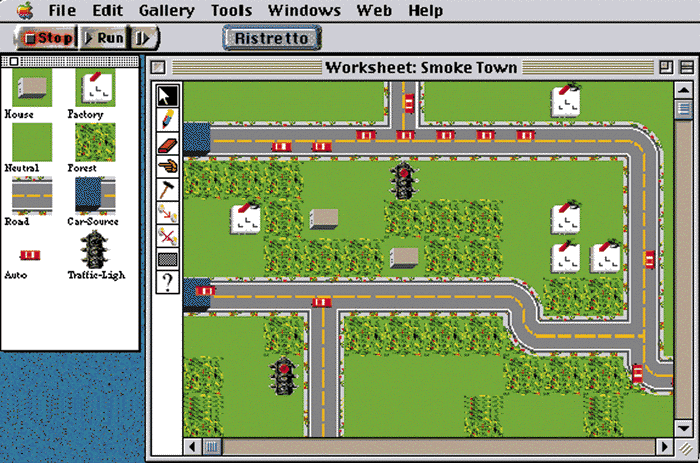 File Edit Gallery Tools Windows Web Help
Stop Run Ristretto
Worksheet: Smoke Town
House Factory
Neutral Forest
Road Car-Source
Auto Traffic-Ligh
?